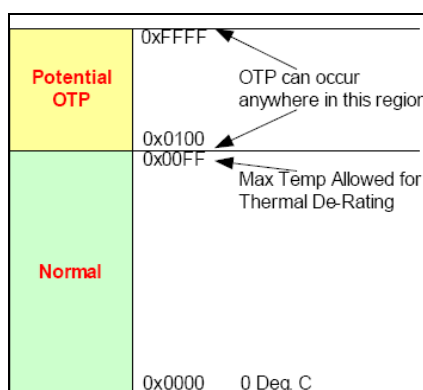 0xFFFF
Potential
OTP
OTP can occur
anywhere in this region
0x0100
0x00FF
Max Temp Allowed for
Thermal De-Rating
Normal
0x0000 0 Deg. C